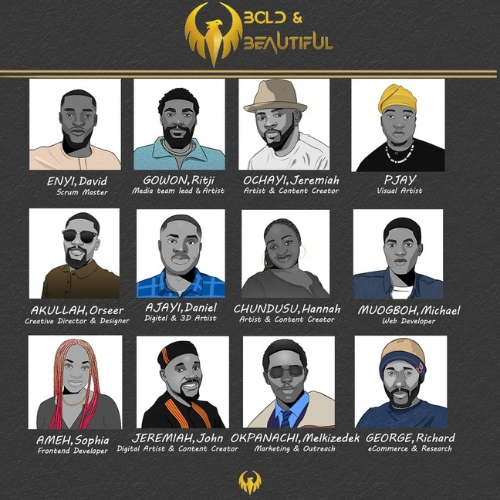 BOLD &
BEAUTIFUL
ENYI,David
Scrum Master
GOWON,Ritji
Media team lead & Artist
OCHAYI,Jeremiah
Artist & Content Creator
PJAY
Visual Artist
AKULLAH,Orseer
Creative Director & Designer
AJAYI,Daniel
Digital & 3D Artist
CHUNDUSU,Hannah
Artist & Content Creator
MUOGBOH,Michael
Web Developer
AMEH,Sophia
Frontend Developer
JEREMIAH,John
Digital Artist & Content Creator
OKPANACHI,Melkizedek
Marketing & Outreach
GEORGE,Richard
eCommerce & Research